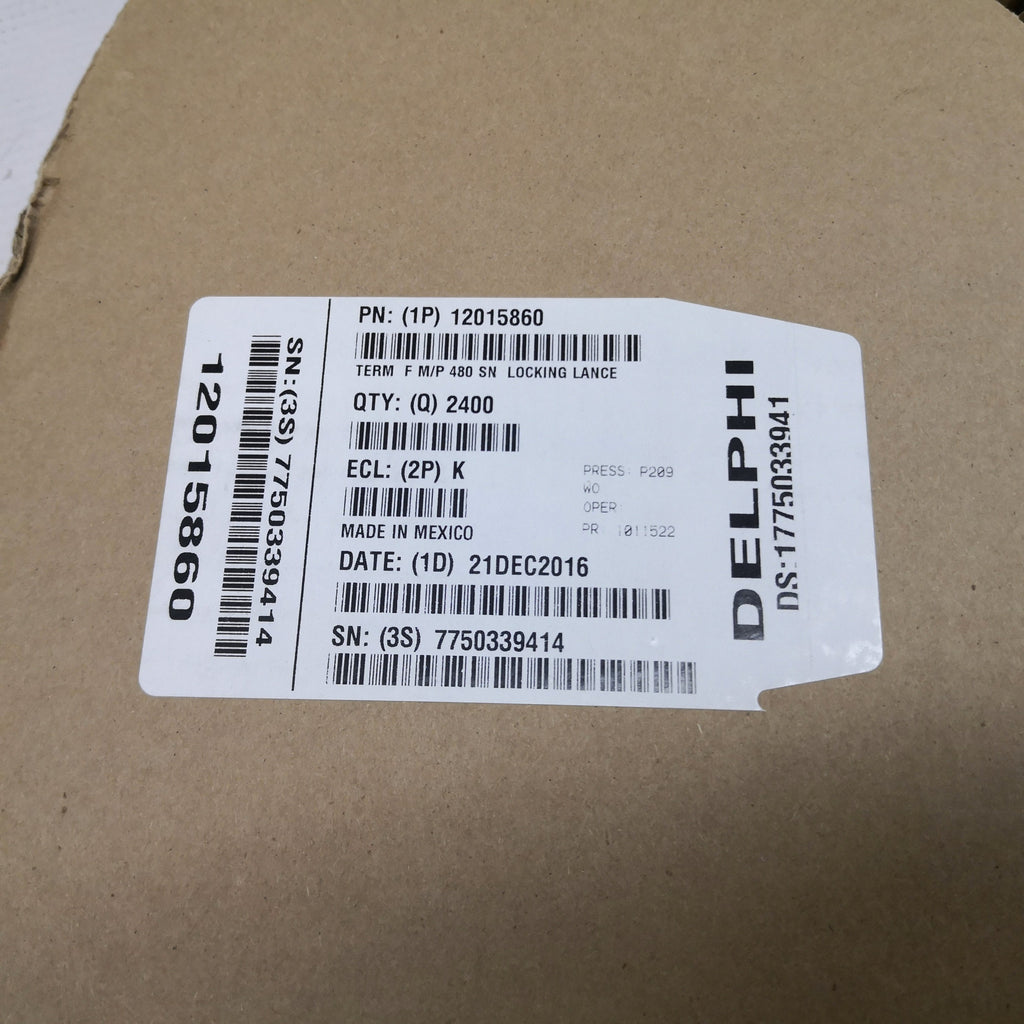 PN: (1P) 12015860
TERM F M/P 480 SN LOCKING LANCE
QTY: (Q) 2400
ECL: (2P) K
MADE IN MEXICO
DATE: (1D) 21DEC2016
SN: (3S) 7750339414
PRESS: P209
WO
OPER
PR 1011522
DELPHI
DS:17750333941
SN:(3S) 7750339414
12015860